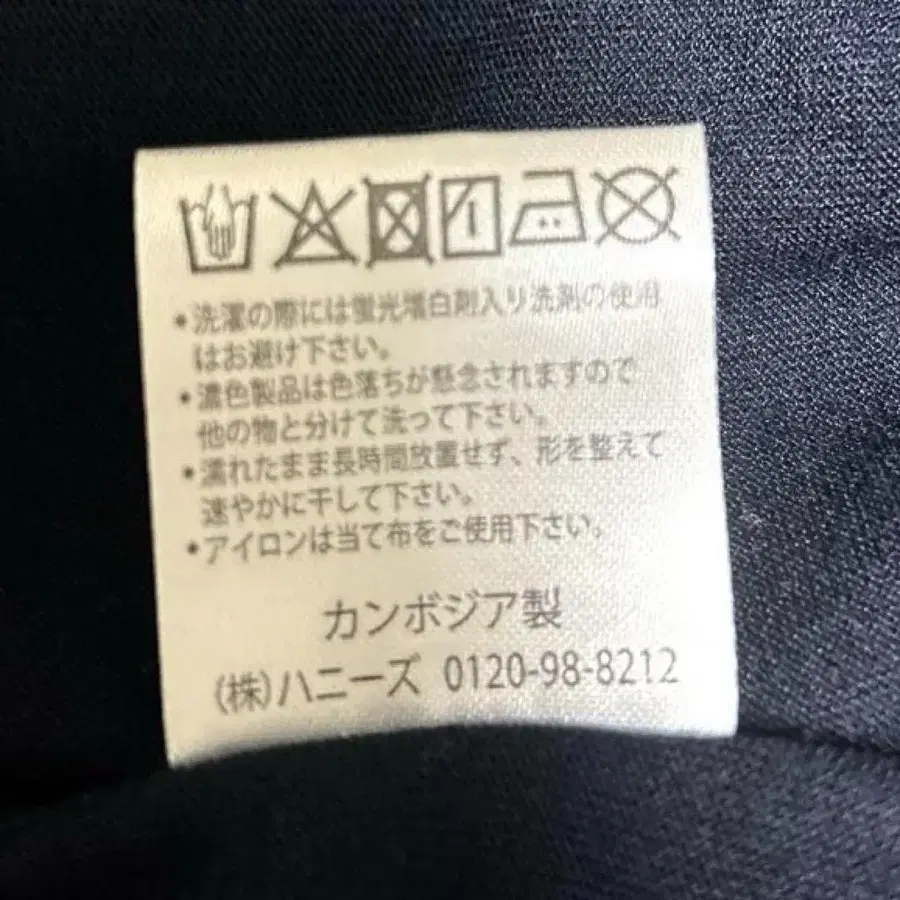 •洗濯の際には蛍光増白剤入り洗剤の使用
はお避け下さい。
•濃色製品は色落ちが懸念されますので
他の物と分けて洗って下さい。
•濡れたまま長時間放置せず、形を整えて
速やかに干して下さい。
•アイロンは当て布をご使用下さい。
カンボジア製
(株)ハニーズ 0120-98-8212